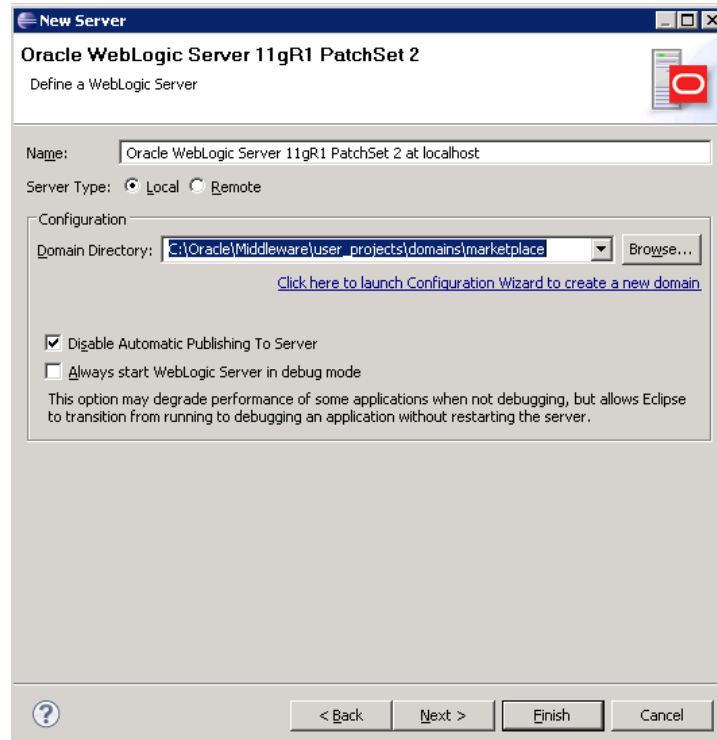 New Server
Oracle WebLogic Server 11gR1 PatchSet 2
Define a WebLogic Server
Name: Oracle WebLogic Server 11gR1 PatchSet 2 at localhost
Server Type: Local Remote
Configuration
Domain Directory: C:\Oracle\Middleware\user_projects\domains\marketplace Browse...
Click here to launch Configuration Wizard to create a new domain
Disable Automatic Publishing To Server
Always start WebLogic Server in debug mode
This option may degrade performance of some applications when not debugging, but allows Eclipse
to transition from running to debugging an application without restarting the server.
? < Back Next > Finish Cancel